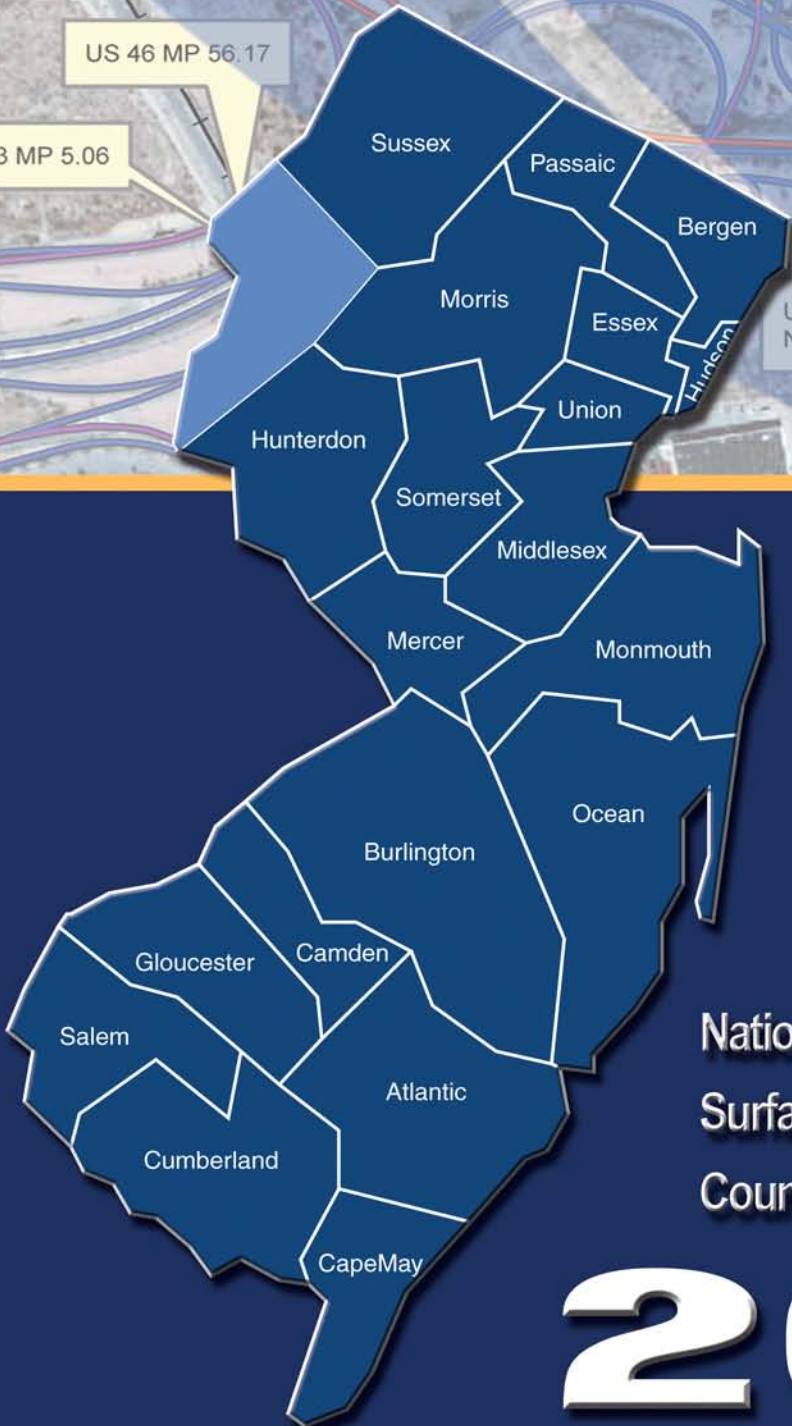 US 46 MP 56.17
3 MP 5.06
Sussex
Passaic
Bergen
Morris
Essex
Hudson
Union
Hunterdon
Somerset
Middlesex
Mercer
Monmouth
Ocean
Burlington
Camden
Gloucester
Salem
Atlantic
Cumberland
CapeMay
Natio
Surfa
Coun
2